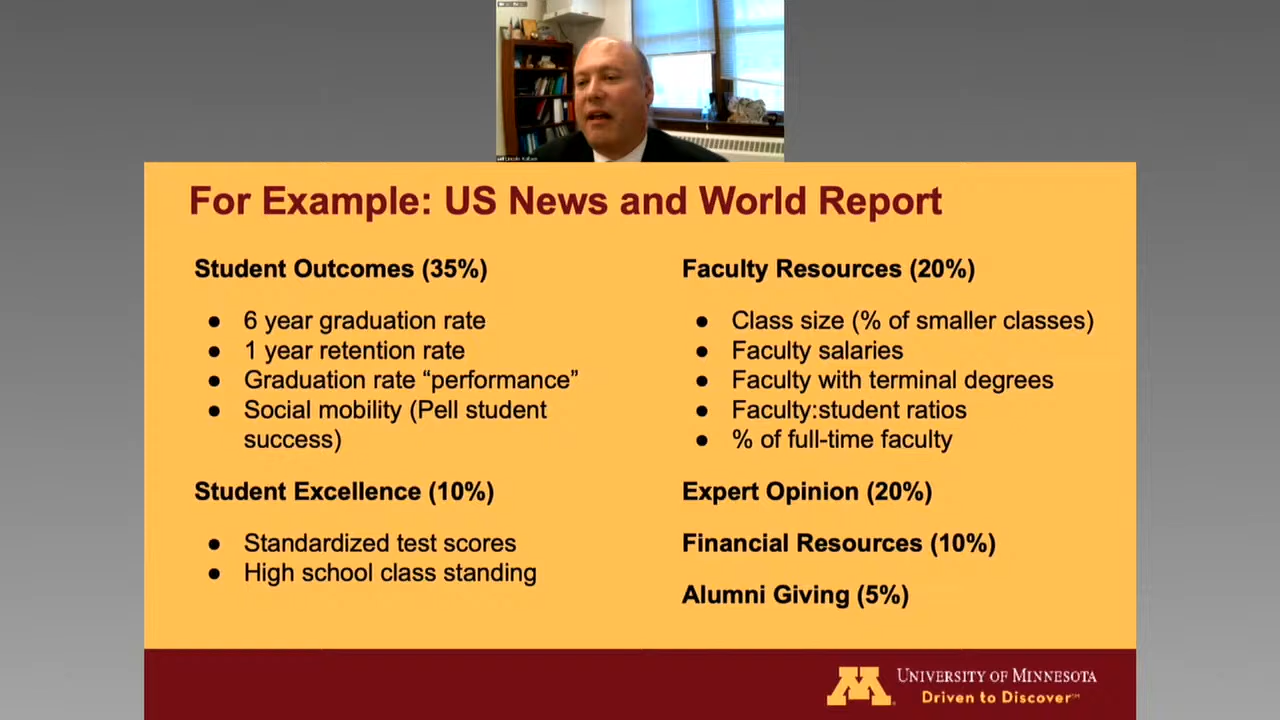 For Example: US News and World Report
Student Outcomes (35%)
● 6 year graduation rate
● 1 year retention rate
● Graduation rate “performance”
● Social mobility (Pell student
success)
Student Excellence (10%)
● Standardized test scores
● High school class standing
Faculty Resources (20%)
● Class size (% of smaller classes)
● Faculty salaries
● Faculty with terminal degrees
● Faculty:student ratios
● % of full-time faculty
Expert Opinion (20%)
Financial Resources (10%)
Alumni Giving (5%)
M
UNIVERSITY OF MINNESOTA
Driven to Discover℠